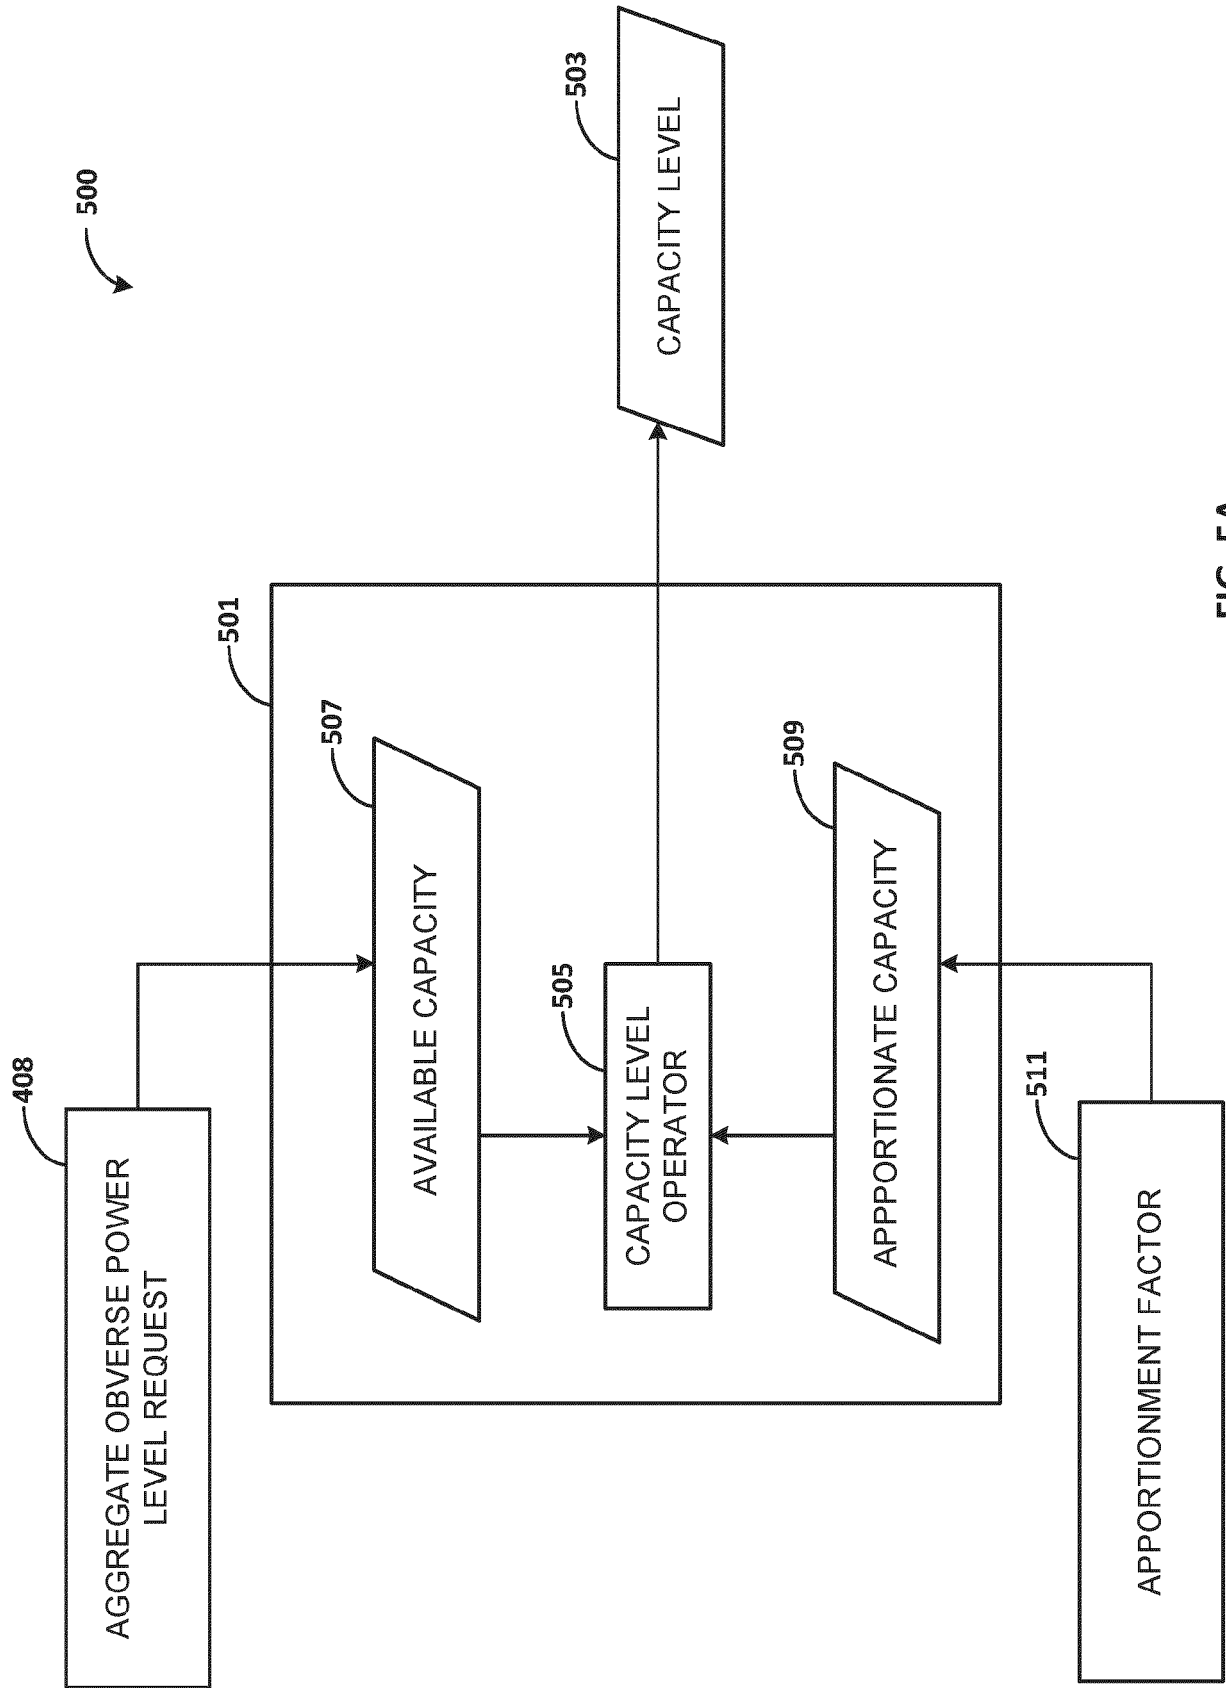 500
408
AGGREGATE OBVERSE POWER
LEVEL REQUEST
501
507
AVAILABLE CAPACITY
505
CAPACITY LEVEL
OPERATOR
503
CAPACITY LEVEL
509
APPPORTIONATE CAPACITY
511
APPORTIONMENT FACTOR